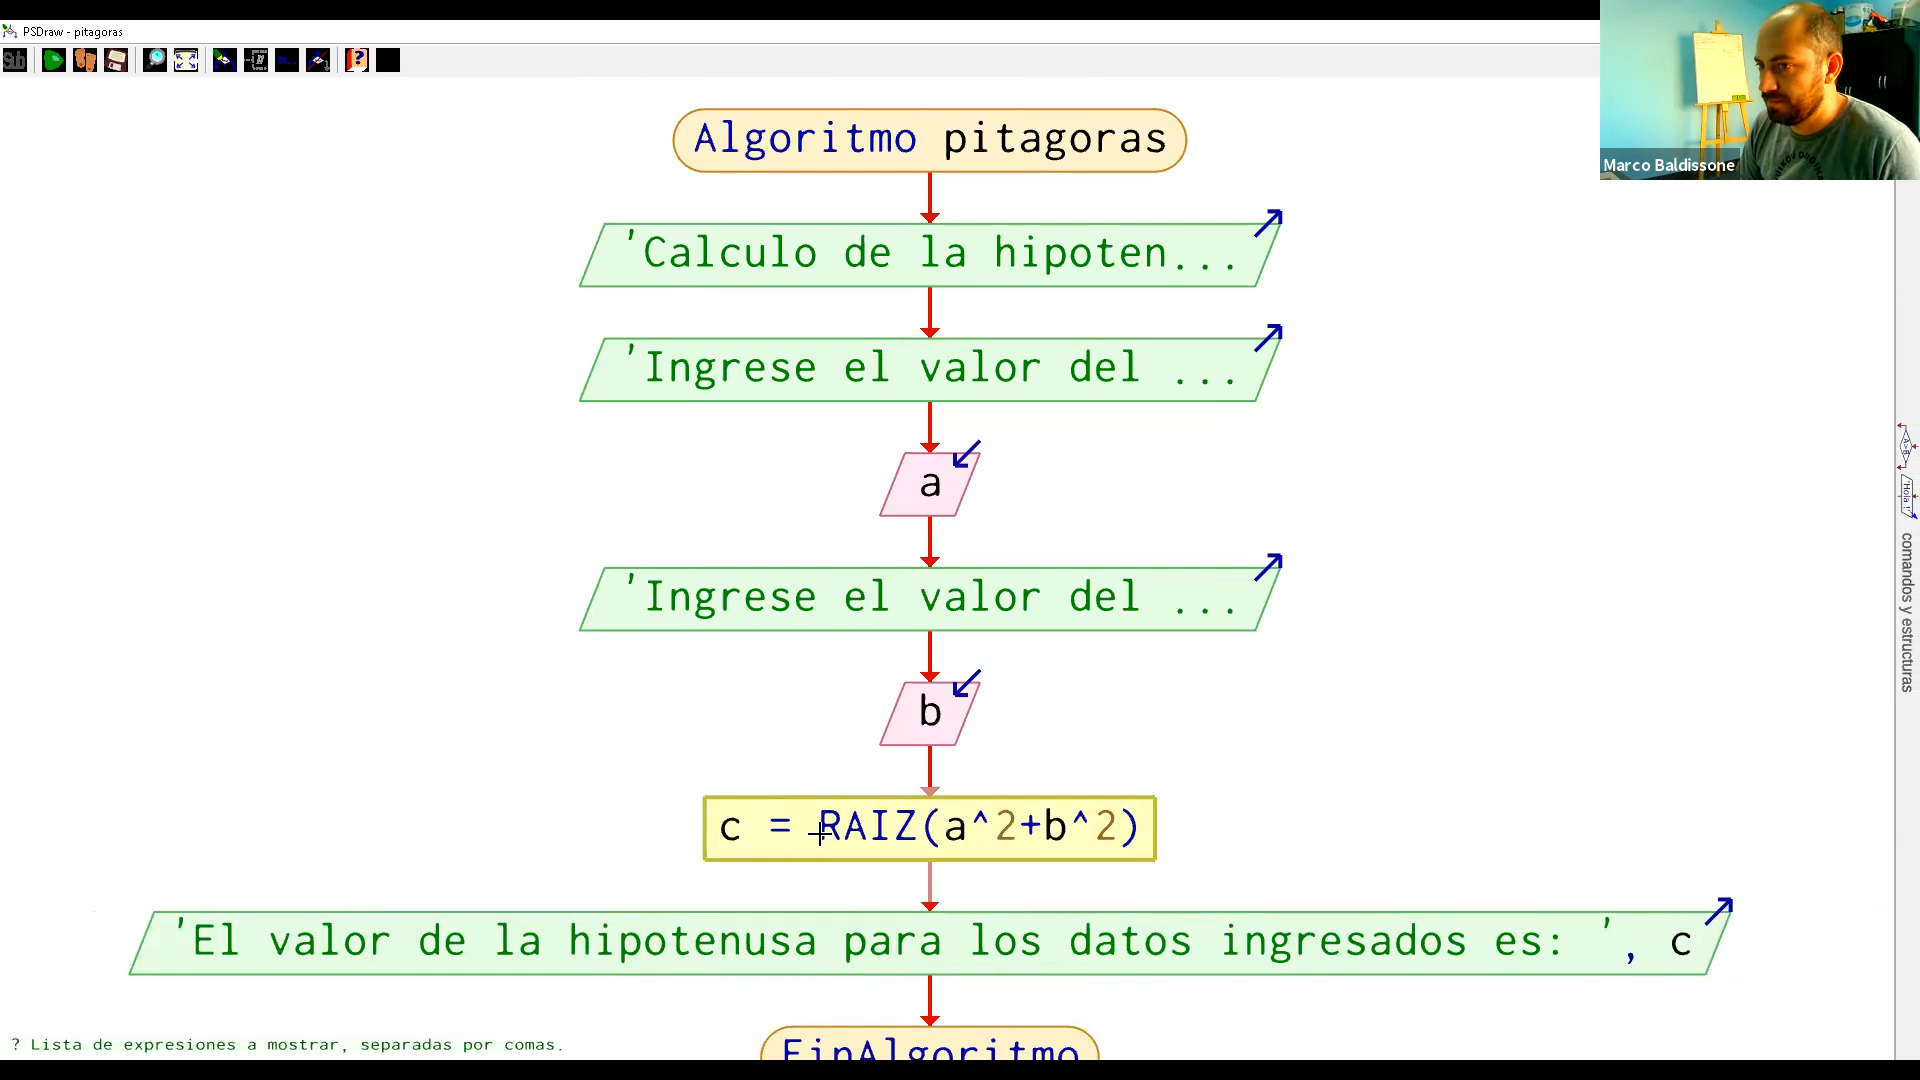 PSDraw - pitagoras
Sub
Marco Baldissone
Algoritmo pitagoras
'Calculo de la hipoten...
'Ingrese el valor del ...
a
'Ingrese el valor del ...
b
c = RAIZ(a^2+b^2)
'El valor de la hipotenusa para los datos ingresados es: ', c
FinAlgoritmo
comandos y estructuras
? Lista de expresiones a mostrar, separadas por comas.